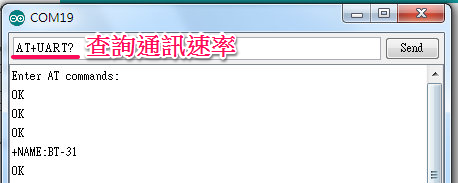 COM19
AT+UART? 查詢通訊速率 Send
Enter AT commands:
OK
OK
OK
+NAME:BT-31
OK